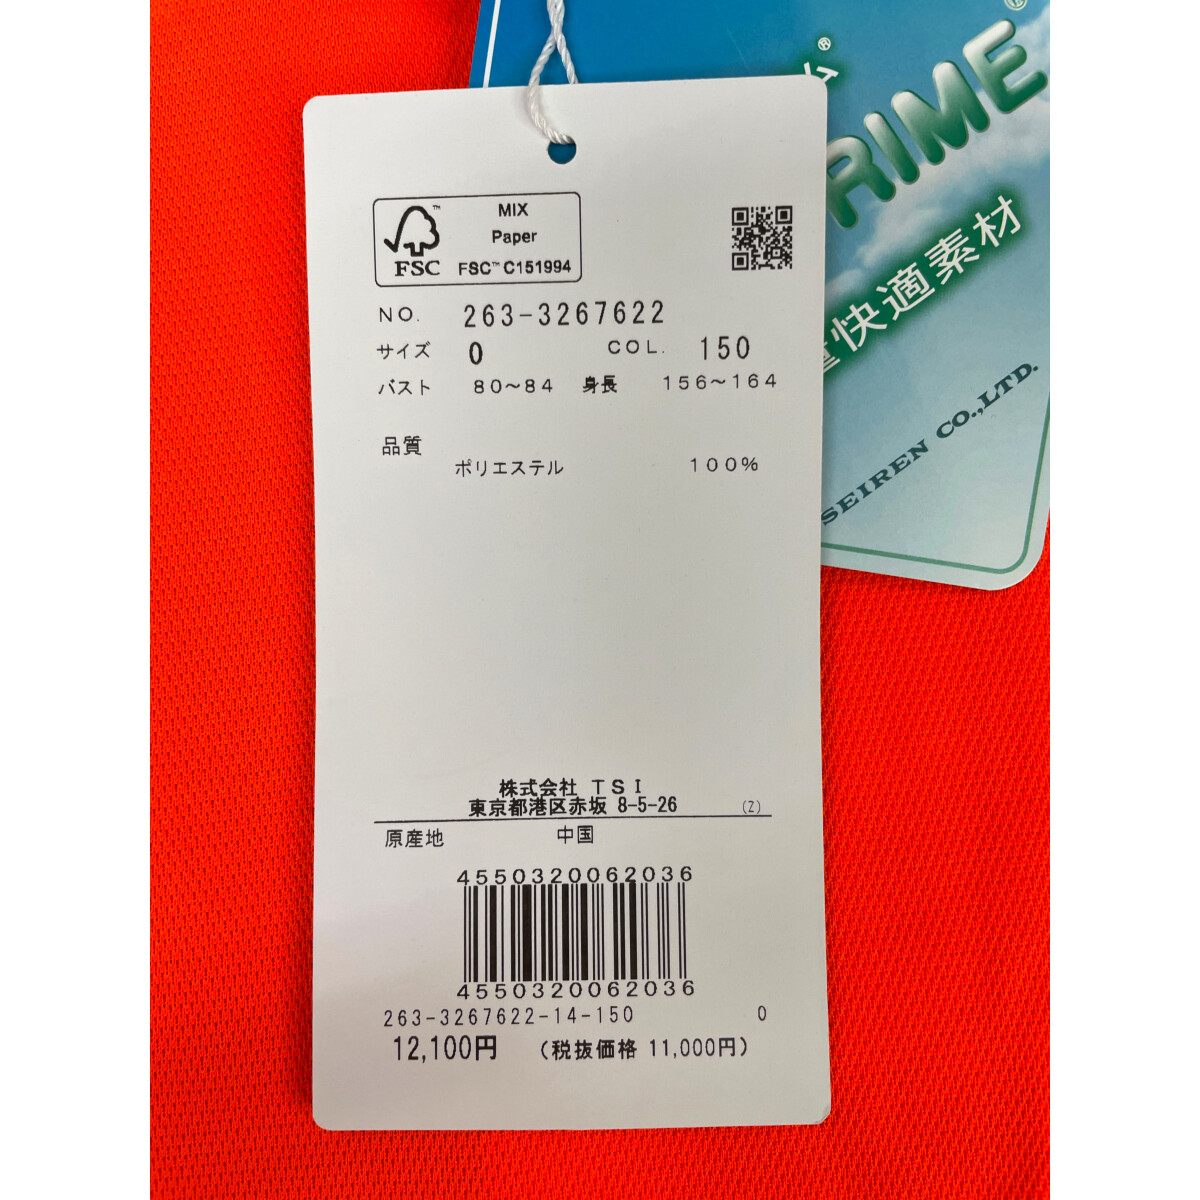 MIX
Paper
FSC™ C151994
FSC
NO. 263-3267622
サイズ 0 COL. 150
バスト 80～84 身長 156～164
品質
ポリエステル 100%
株式会社 TSI
東京都港区赤坂 8-5-26 (Z)
原産地 中国
4550320062036
4550320062036
263-3267622-14-150 0
12,100円 (税抜価格 11,000円)
ム®
RIME®
快適素材
SEIREN CO.,LTD.